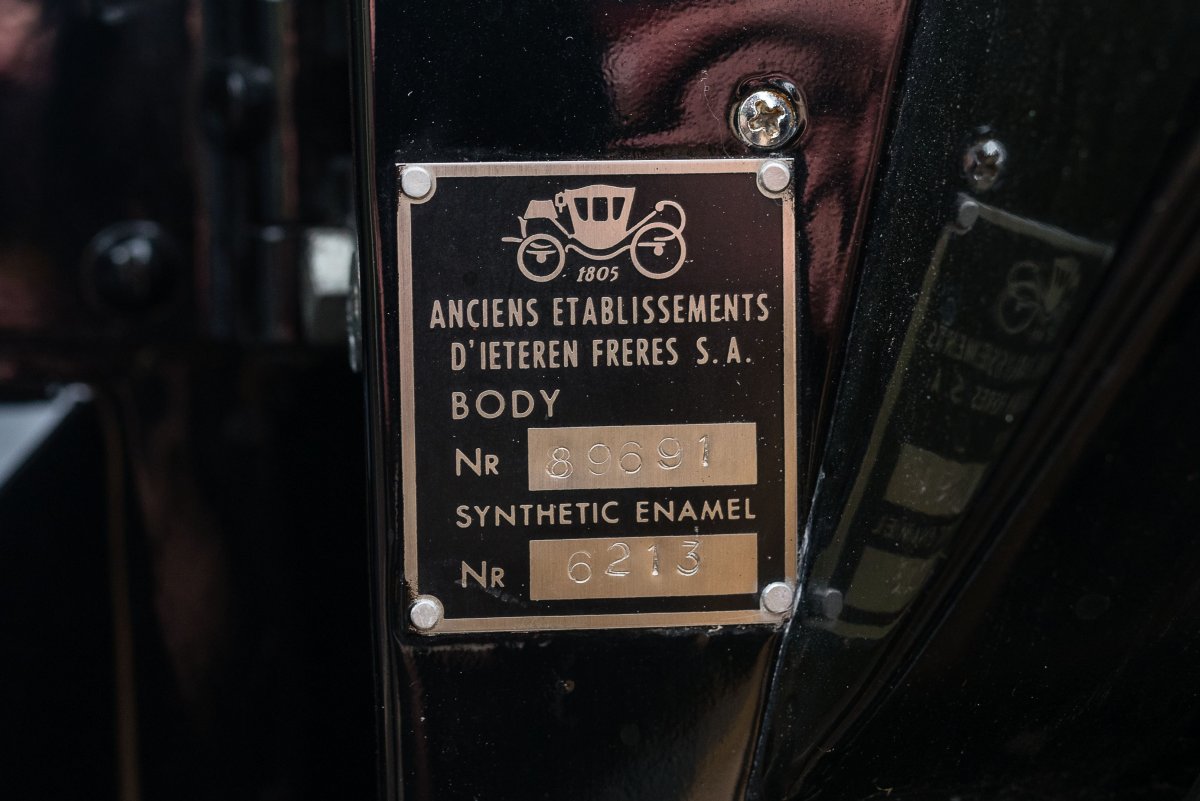 1805
ANCIENS ETABLISSEMENTS
D'IETEREN FRERES S.A.
BODY
NR 89691
SYNTHETIC ENAMEL
NR 6213